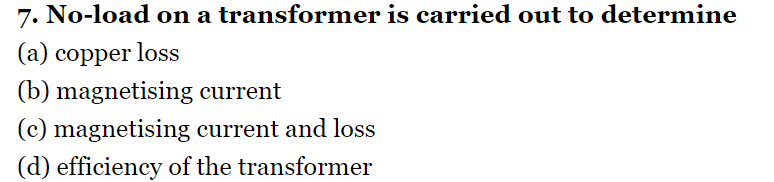 7. No-load on a transformer is carried out to determine
(a) copper loss
(b) magnetising current
(c) magnetising current and loss
(d) efficiency of the transformer